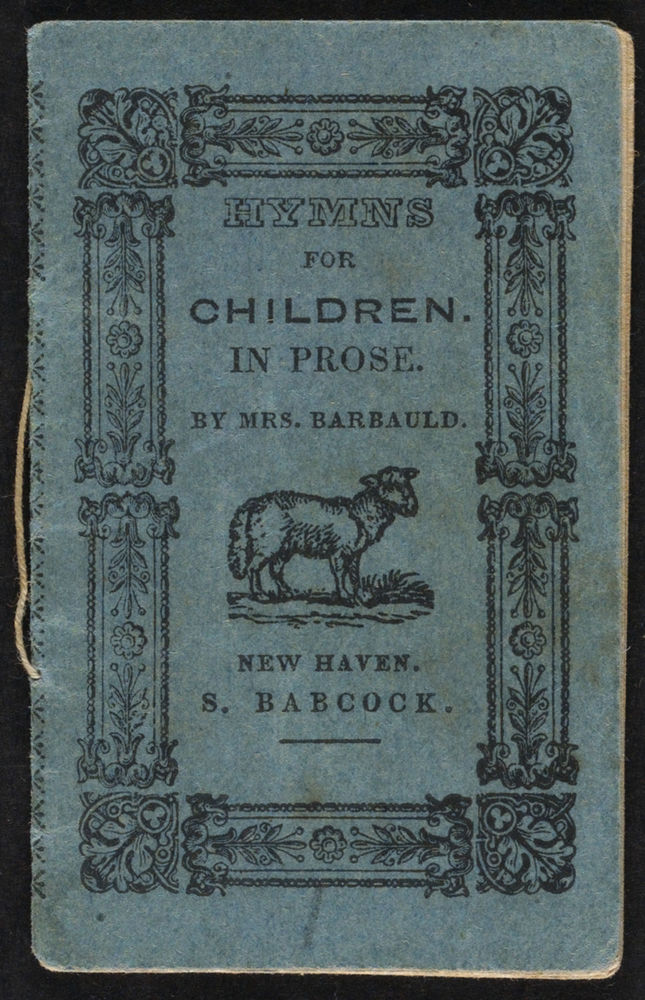 HYMNS
FOR
CHILDREN.
IN PROSE.
BY MRS. BARBAULD.
NEW HAVEN.
S. BABCOCK.